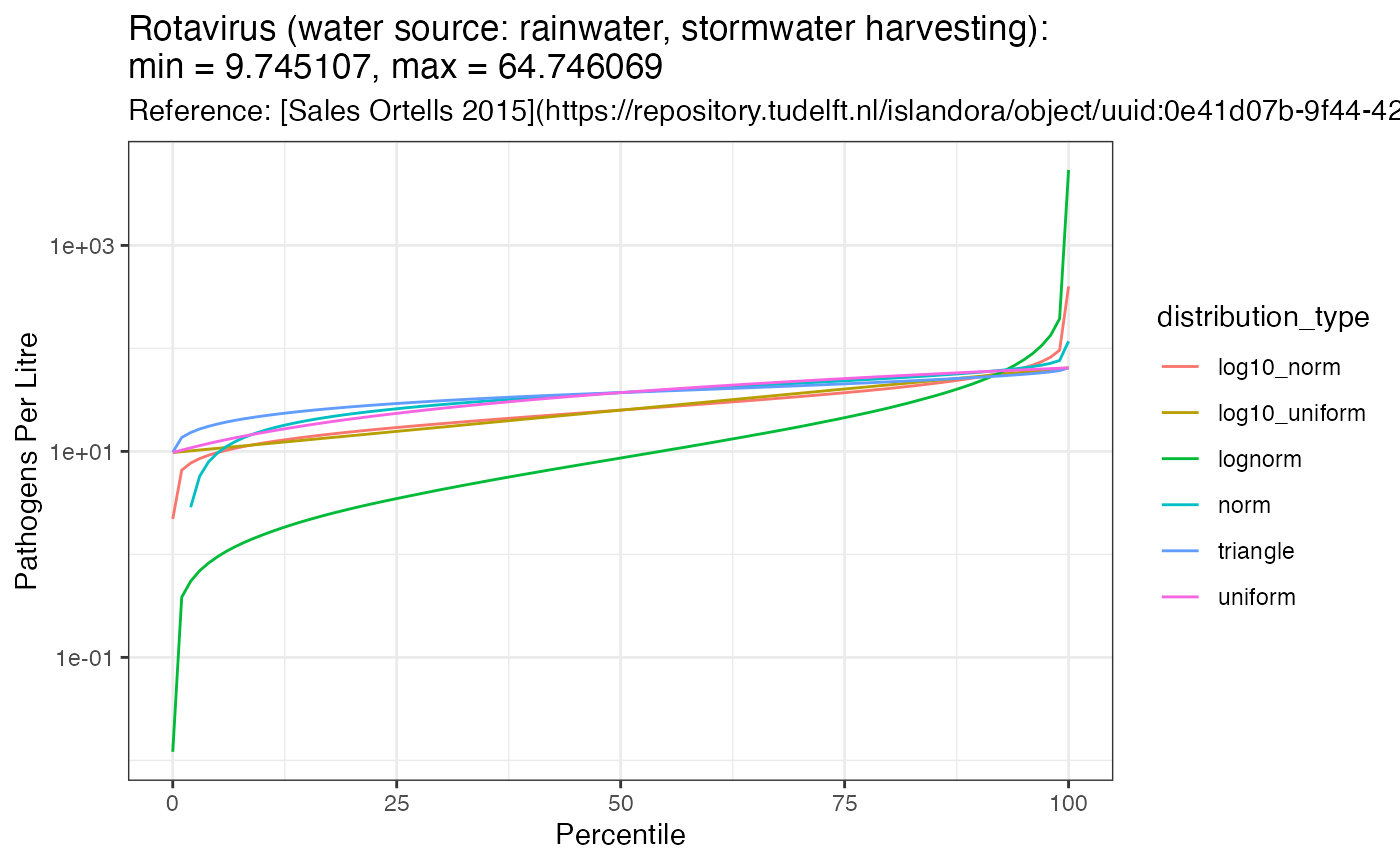 Rotavirus (water source: rainwater, stormwater harvesting):
min = 9.745107, max = 64.746069
Reference: [Sales Ortells 2015](https://repository.tudelft.nl/islandora/object/uuid:0e41d07b-9f44-42
1e+03
1e+01
1e-01
Pathogens Per Litre
0 25 50 75 100
Percentile
distribution_type
log10_norm
log10_uniform
lognorm
norm
triangle
uniform